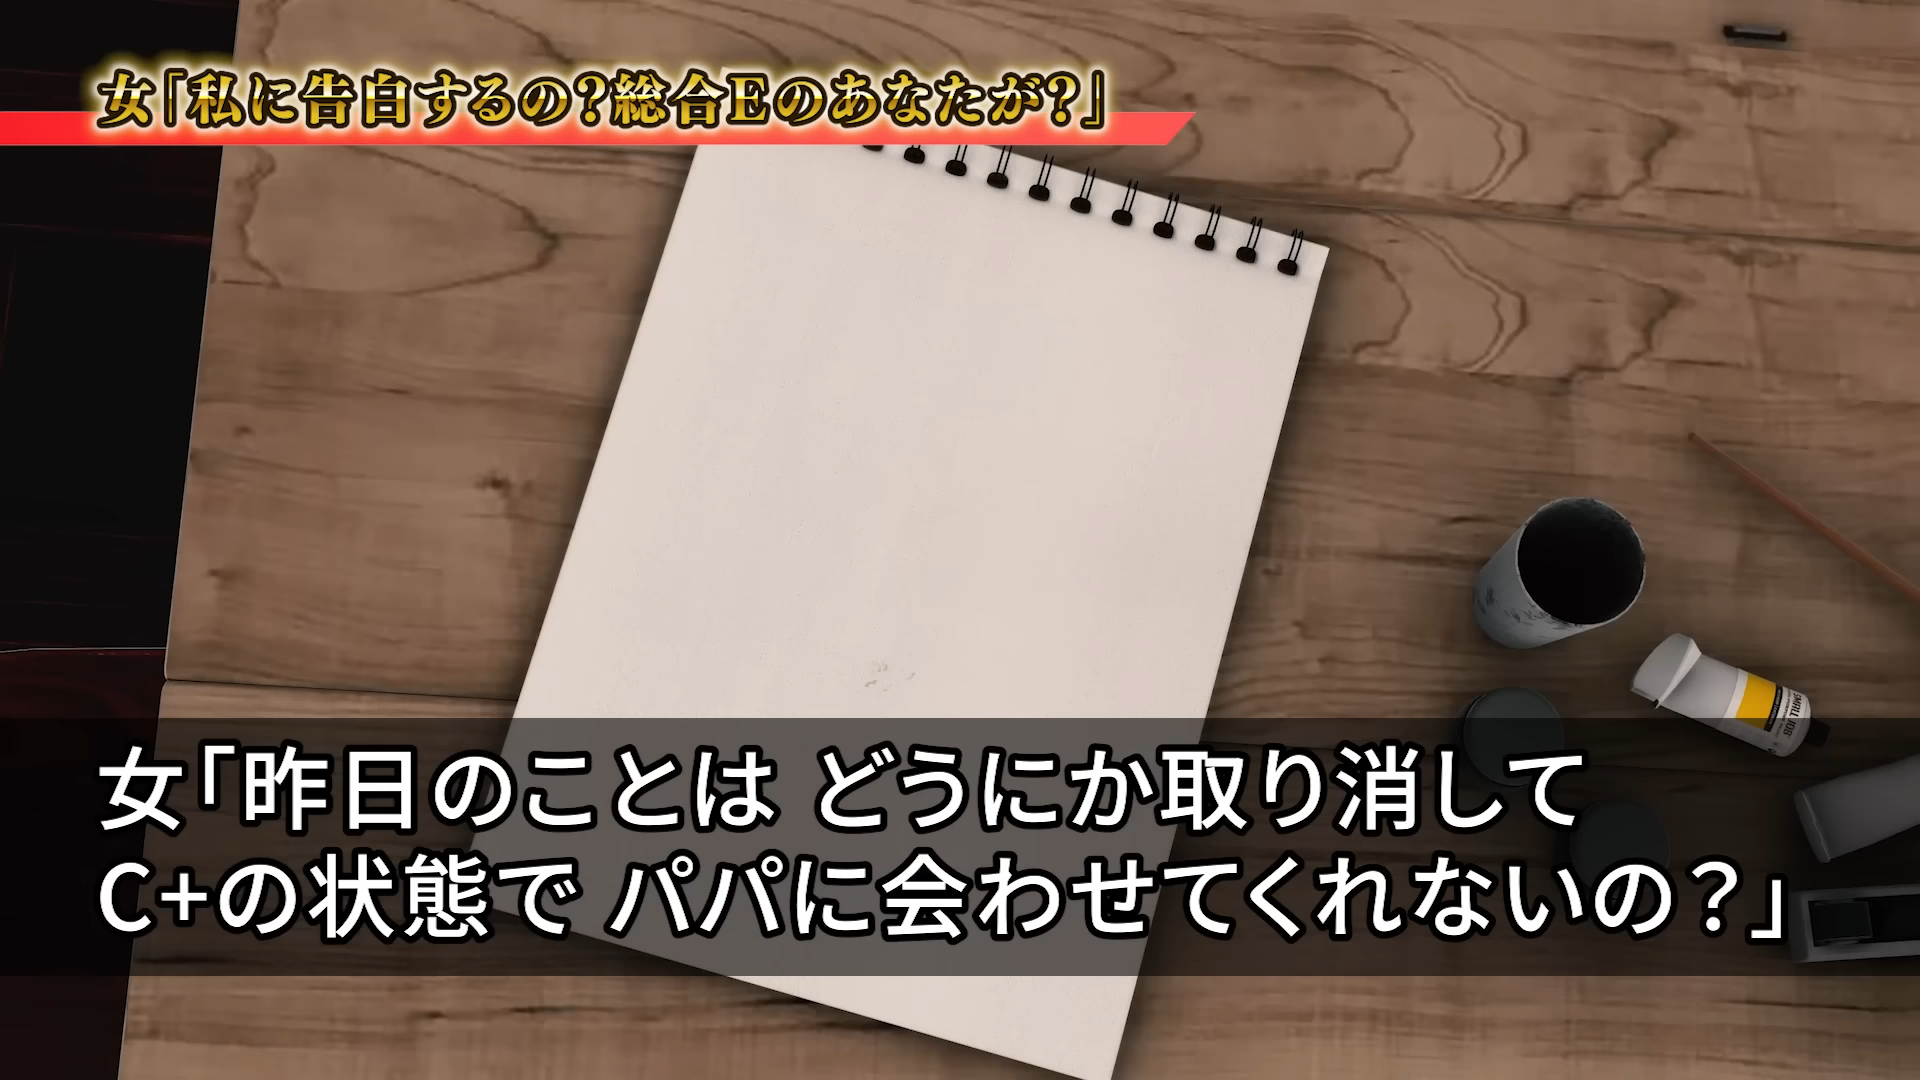 女「私に告白するの?総合Eのあなたが?」
女「昨日のことは どうにか取り消して
C+の状態で パパに会わせてくれないの？」
SMALL JOB